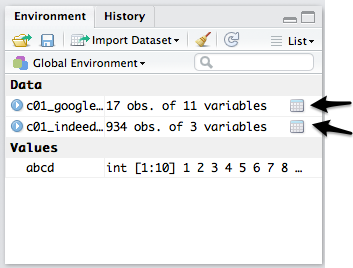 Environment History
Import Dataset List
Global Environment
Data
c01_google… 17 obs. of 11 variables
c01_indeed… 934 obs. of 3 variables
Values
abcd int [1:10] 1 2 3 4 5 6 7 8 …